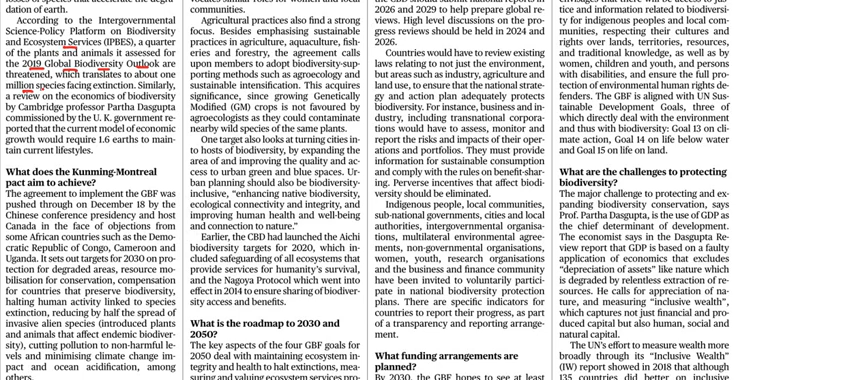 losses of species accelerate the degra-
dation of earth.
According to the Intergovernmental
Science-Policy Platform on Biodiversity
and Ecosystem Services (IPBES), a quarter
of the plants and animals it assessed for
the 2019 Global Biodiversity Outlook are
threatened, which translates to about one
million species facing extinction. Similarly,
a review on the economics of biodiversity
by Cambridge professor Partha Dasgupta
commissioned by the U. K. government re-
ported that the current model of economic
growth would require 1.6 earths to main-
tain current lifestyles.
What does the Kunming-Montreal
pact aim to achieve?
The agreement to implement the GBF was
pushed through on December 18 by the
Chinese conference presidency and host
Canada in the face of objections from
some African countries such as the Demo-
cratic Republic of Congo, Cameroon and
Uganda. It sets out targets for 2030 on pro-
tection for degraded areas, resource mo-
bilisation for conservation, compensation
for countries that preserve biodiversity,
halting human activity linked to species
extinction, reducing by half the spread of
invasive alien species (introduced plants
and animals that affect endemic biodiver-
sity), cutting pollution to non-harmful le-
vels and minimising climate change im-
pact and ocean acidification, among
others.
communities.
Agricultural practices also find a strong
focus. Besides emphasising sustainable
practices in agriculture, aquaculture, fish-
eries and forestry, the agreement calls
upon members to adopt biodiversity-sup-
porting methods such as agroecology and
sustainable intensification. This acquires
significance, since growing Genetically
Modified (GM) crops is not favoured by
agroecologists as they could contaminate
nearby wild species of the same plants.
One target also looks at turning cities in-
to hosts of biodiversity, by expanding the
area of and improving the quality and ac-
cess to urban green and blue spaces. Ur-
ban planning should also be biodiversity-
inclusive, “enhancing native biodiversity,
ecological connectivity and integrity, and
improving human health and well-being
and connection to nature.”
Earlier, the CBD had launched the Aichi
biodiversity targets for 2020, which in-
cluded safeguarding of all ecosystems that
provide services for humanity’s survival,
and the Nagoya Protocol which went into
effect in 2014 to ensure sharing of biodiver-
sity access and benefits.
What is the roadmap to 2030 and
2050?
The key aspects of the four GBF goals for
2050 deal with maintaining ecosystem in-
tegrity and health to halt extinctions, mea-
suring and valuing ecosystem services pro-
2026 and 2029 to help prepare global re-
views. High level discussions on the pro-
gress reviews should be held in 2024 and
2026.
Countries would have to review existing
laws relating to not just the environment,
but areas such as industry, agriculture and
land use, to ensure that the national strate-
gy and action plan adequately protects
biodiversity. For instance, business and in-
dustry, including transnational corpora-
tions would have to assess, monitor and
report the risks and impacts of their oper-
ations and portfolios. They must provide
information for sustainable consumption
and comply with the rules on benefit-shar-
ing. Perverse incentives that affect biodi-
versity should be eliminated.
Indigenous people, local communities,
sub-national governments, cities and local
authorities, intergovernmental organisa-
tions, multilateral environmental agree-
ments, non-governmental organisations,
women, youth, research organisations
and the business and finance community
have been invited to voluntarily partici-
pate in national biodiversity protection
plans. There are specific indicators for
countries to report their progress, as part
of a transparency and reporting arrange-
ment.
What funding arrangements are
planned?
By 2030, the GBF hopes to see at least
tice and information related to biodiversi-
ty for indigenous peoples and local com-
munities, respecting their cultures and
rights over lands, territories, resources,
and traditional knowledge, as well as by
women, children and youth, and persons
with disabilities, and ensure the full pro-
tection of environmental human rights de-
fenders. The GBF is aligned with UN Sus-
tainable Development Goals, three of
which directly deal with the environment
and thus with biodiversity: Goal 13 on cli-
mate action, Goal 14 on life below water
and Goal 15 on life on land.
What are the challenges to protecting
biodiversity?
The major challenge to protecting and ex-
panding biodiversity conservation, says
Prof. Partha Dasgupta, is the use of GDP as
the chief determinant of development.
The economist says in the Dasgupta Re-
view report that GDP is based on a faulty
application of economics that excludes
“depreciation of assets” like nature which
is degraded by relentless extraction of re-
sources. He calls for appreciation of na-
ture, and measuring “inclusive wealth”,
which captures not just financial and pro-
duced capital but also human, social and
natural capital.
The UN’s effort to measure wealth more
broadly through its “Inclusive Wealth”
(IW) report showed in 2018 that although
135 countries did better on inclusive